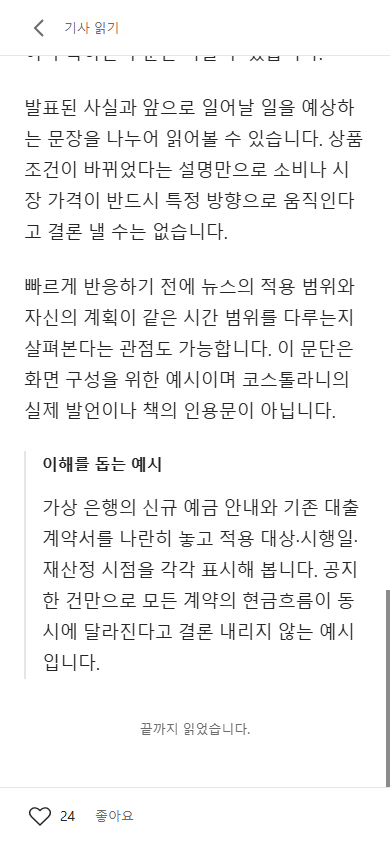 기사 읽기
발표된 사실과 앞으로 일어날 일을 예상하
는 문장을 나누어 읽어볼 수 있습니다. 상품
조건이 바뀌었다는 설명만으로 소비나 시
장 가격이 반드시 특정 방향으로 움직인다
고 결론 낼 수는 없습니다.
빠르게 반응하기 전에 뉴스의 적용 범위와
자신의 계획이 같은 시간 범위를 다루는지
살펴본다는 관점도 가능합니다. 이 문단은
화면 구성을 위한 예시이며 코스톨라니의
실제 발언이나 책의 인용문이 아닙니다.
이해를 돕는 예시
가상 은행의 신규 예금 안내와 기존 대출
계약서를 나란히 놓고 적용 대상·시행일·
재산정 시점을 각각 표시해 봅니다. 공지
한 건만으로 모든 계약의 현금흐름이 동
시에 달라진다고 결론 내리지 않는 예시
입니다.
끝까지 읽었습니다.
24 좋아요